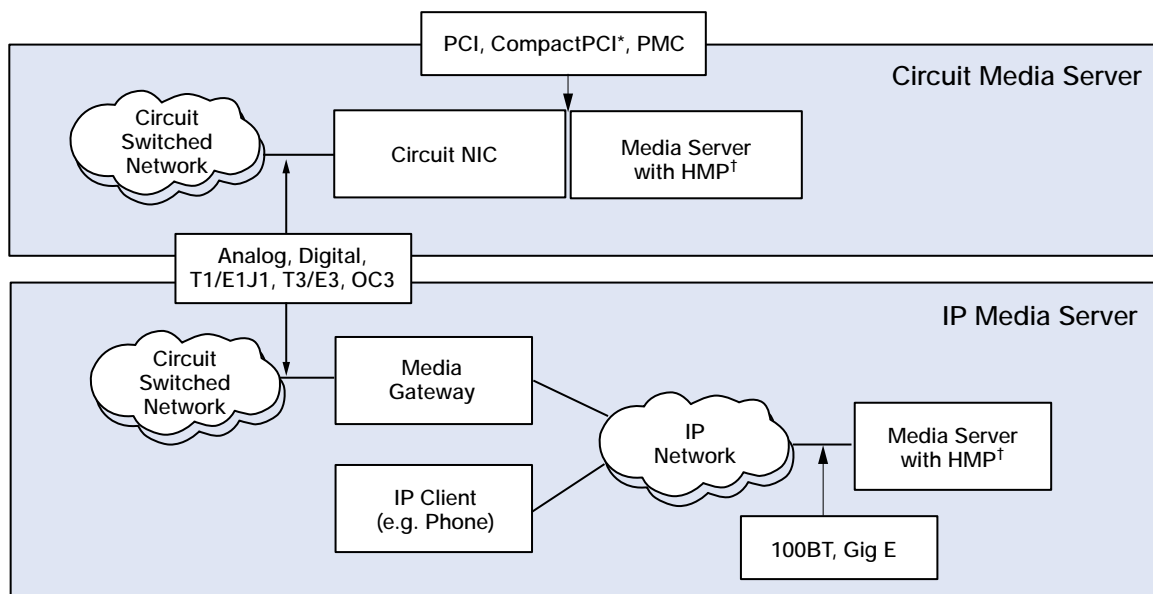 PCI, CompactPCI*, PMC
Circuit Media Server
Circuit
Switched
Network
Circuit NIC
Media Server
with HMP†
Analog, Digital,
T1/E1J1, T3/E3, OC3
IP Media Server
Circuit
Switched
Network
Media
Gateway
IP
Network
Media Server
with HMP†
IP Client
(e.g. Phone)
100BT, Gig E